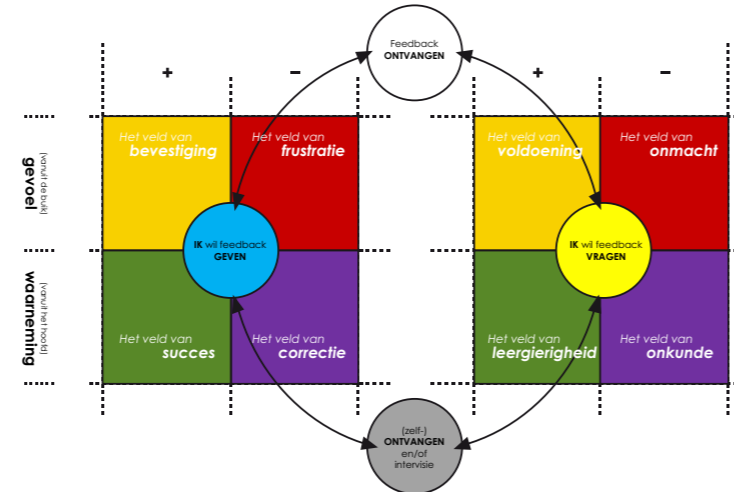 Feedback
ONTVANGEN
+
–
+
–
Het veld van
bevestiging
Het veld van
frustratie
Het veld van
voldoening
Het veld van
onmacht
(vanuit de buik)
gevoel
IK wil feedback
GEVEN
IK wil feedback
VRAGEN
(vanuit het hoofd)
waarneming
Het veld van
succes
Het veld van
correctie
Het veld van
leergierigheid
Het veld van
onkunde
(zelf-)
ONTVANGEN
en/of
intervisie